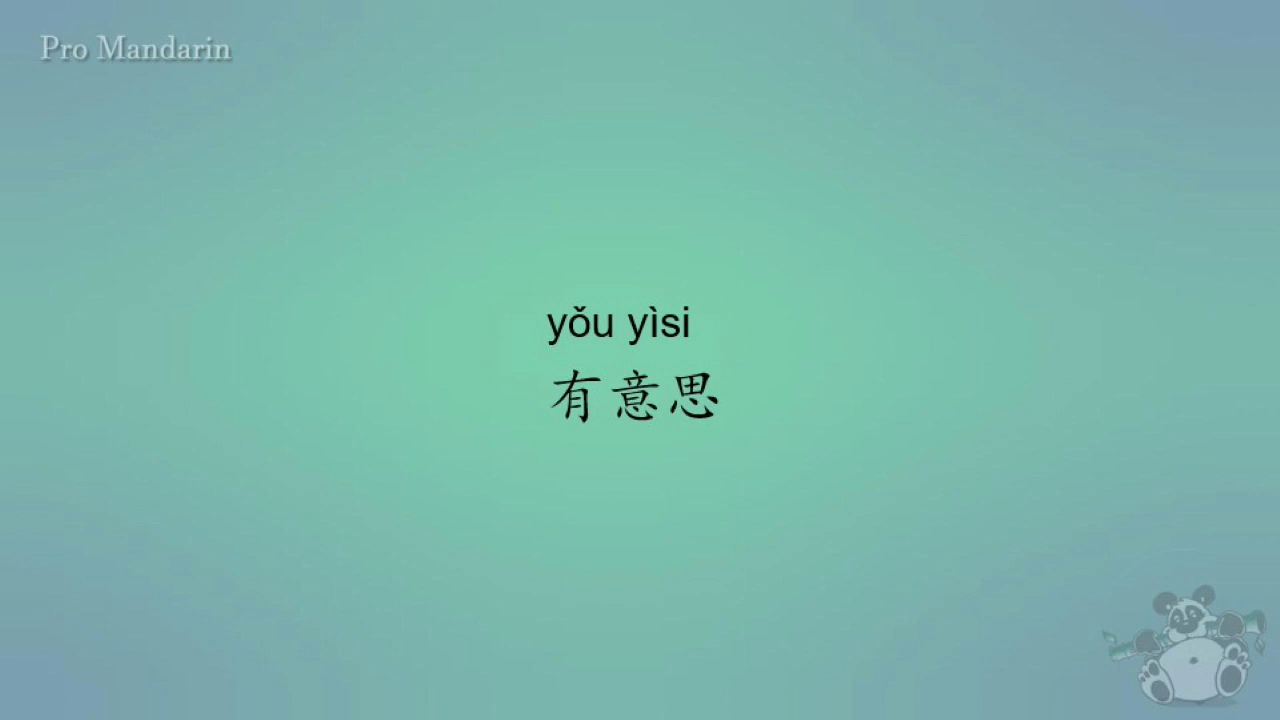 Pro Mandarin
yǒu yìsi
有意思